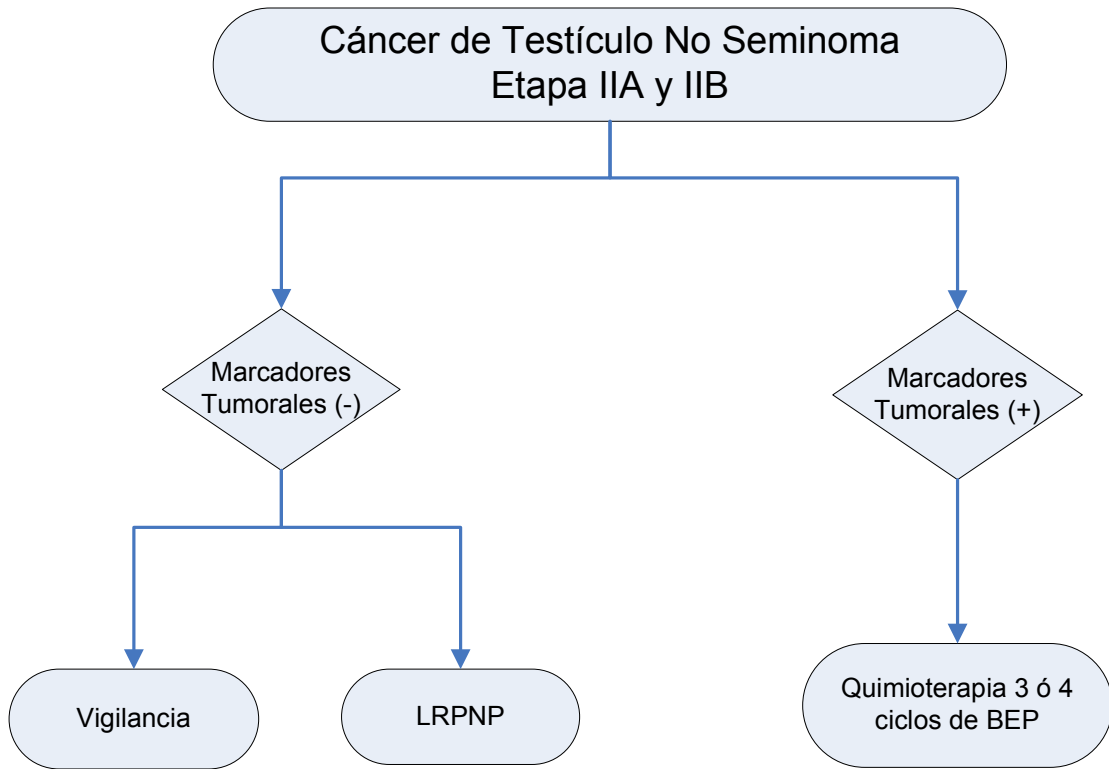 Cáncer de Testículo No Seminoma
Etapa IIA y IIB
Marcadores
Tumorales (-)
Marcadores
Tumorales (+)
Vigilancia
LRPNP
Quimioterapia 3 ó 4
ciclos de BEP